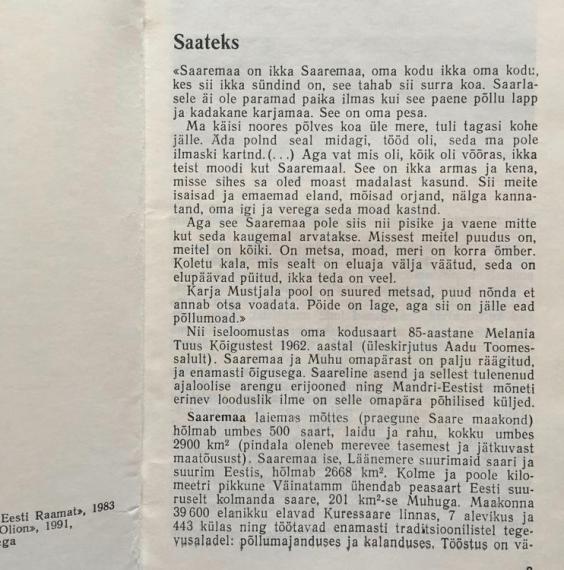 Saateks
«Saaremaa on ikka Saaremaa, oma kodu ikka oma kodu,
kes sii ikka sündind on, see tahab sii surra koa. Saarla-
sele äi ole paramad paika ilmas kui see paene põllu lapp
ja kadakane karjamaa. See on oma pesa.
Ma käisi noores põlves koa üle mere, tuli tagasi kohe
jälle. Äda polnd seal midagi, tööd oli, seda ma pole
ilmaski kartnd. (...) Aga vat mis oli, kõik oli vööras, ikka
teist moodi kut Saaremaal. See on ikka armas ja kena,
misse sihes sa oled moast madalast kasund. Sii meite
isaisad ja emaemad eland, mõisad orjand, nälga kanna-
tand, oma igi ja verega seda moad kastnd.
Aga see Saaremaa pole siis nii pisike ja vaene mitte
kut seda kaugemal arvatakse. Missest meitel puudus on,
meitel on kõiki. On metsa, moad, meri on korra ömber.
Koletu kala, mis sealt on eluaja välja väätud, seda on
elupäävad püitud, ikka teda on veel.
Karja Mustjala pool on suured metsad, puud nõnda et
annab otsa voadata. Pöide on lage, aga sii on jälle ead
põllumoad.»
Nii iseloomustas oma kodusaart 85-aastane Melania
Tuus Kõigustest 1962. aastal (üleskirjutus Aadu Toomes-
salult). Saaremaa ja Muhu omapärast on palju räägitud,
ja enamasti õigusega. Saareline asend ja sellest tulenenud
ajaloolise arengu erijooned ning Mandri-Eestist mõneti
erinev looduslik ilme on selle omapära põhilised küljed.
Saaremaa laiemas mõttes (praegune Saare maakond)
hõlmab umbes 500 saart, laidu ja rahu, kokku umbes
2900 km² (pindala oleneb merevee tasemest ja jätkuvast
maatõusust). Saaremaa ise, Läänemere suurimaid saari ja
suurim Eestis, hõlmab 2668 km². Kolme ja poole kilo-
meetri pikkune Väinatamm ühendab peasaart Eesti suu-
ruselt kolmanda saare, 201 km²-se Muhuga. Maakonna
39 600 elanikku elavad Kuressaare linnas, 7 alevikus ja
443 külas ning töötavad enamasti traditsioonilistel tege-
vusaladel: põllumajanduses ja kalanduses. Tööstus on vä-
Eesti Raamat», 1983
Olion», 1991,
ga